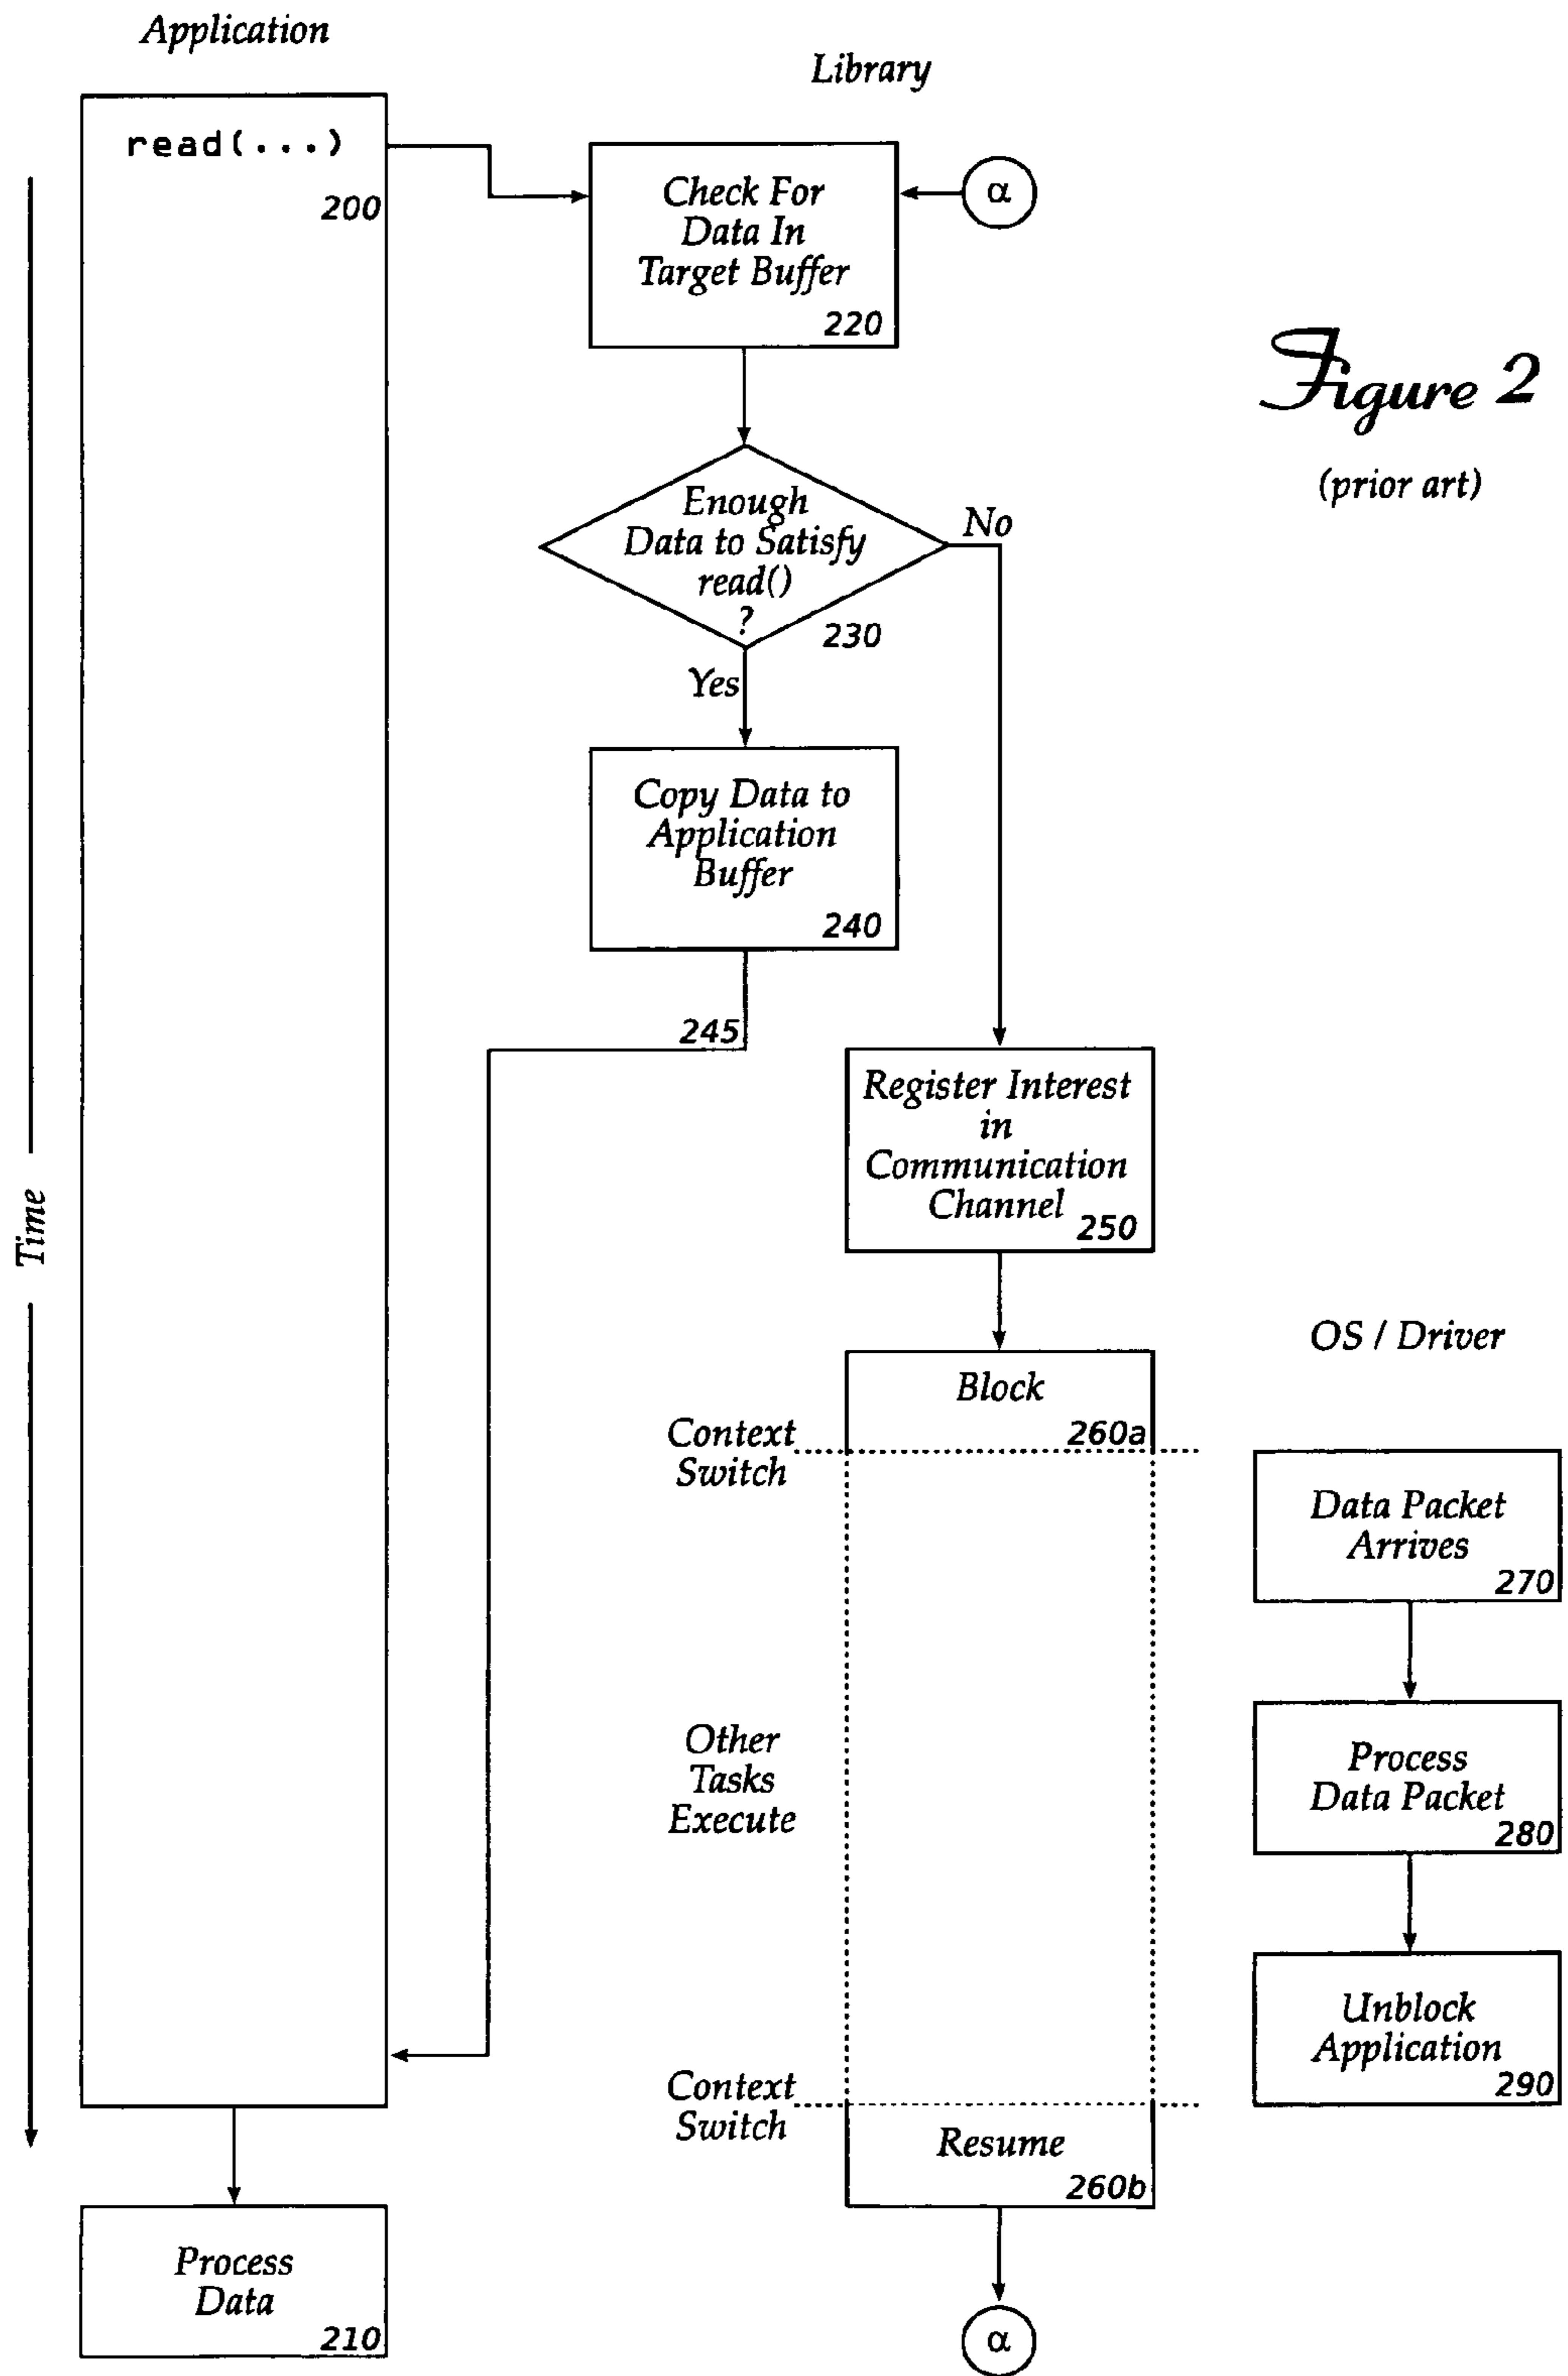 Application
Library
read(...)
200
Check For
Data In
Target Buffer
220
α
Figure 2
(prior art)
Enough
Data to Satisfy
read()
?
230
No
Yes
Copy Data to
Application
Buffer
240
245
Register Interest
in
Communication
Channel
250
Time
OS / Driver
Block
260a
Context
Switch
Data Packet
Arrives
270
Other
Tasks
Execute
Process
Data Packet
280
Unblock
Application
290
Context
Switch
Resume
260b
Process
Data
210
α